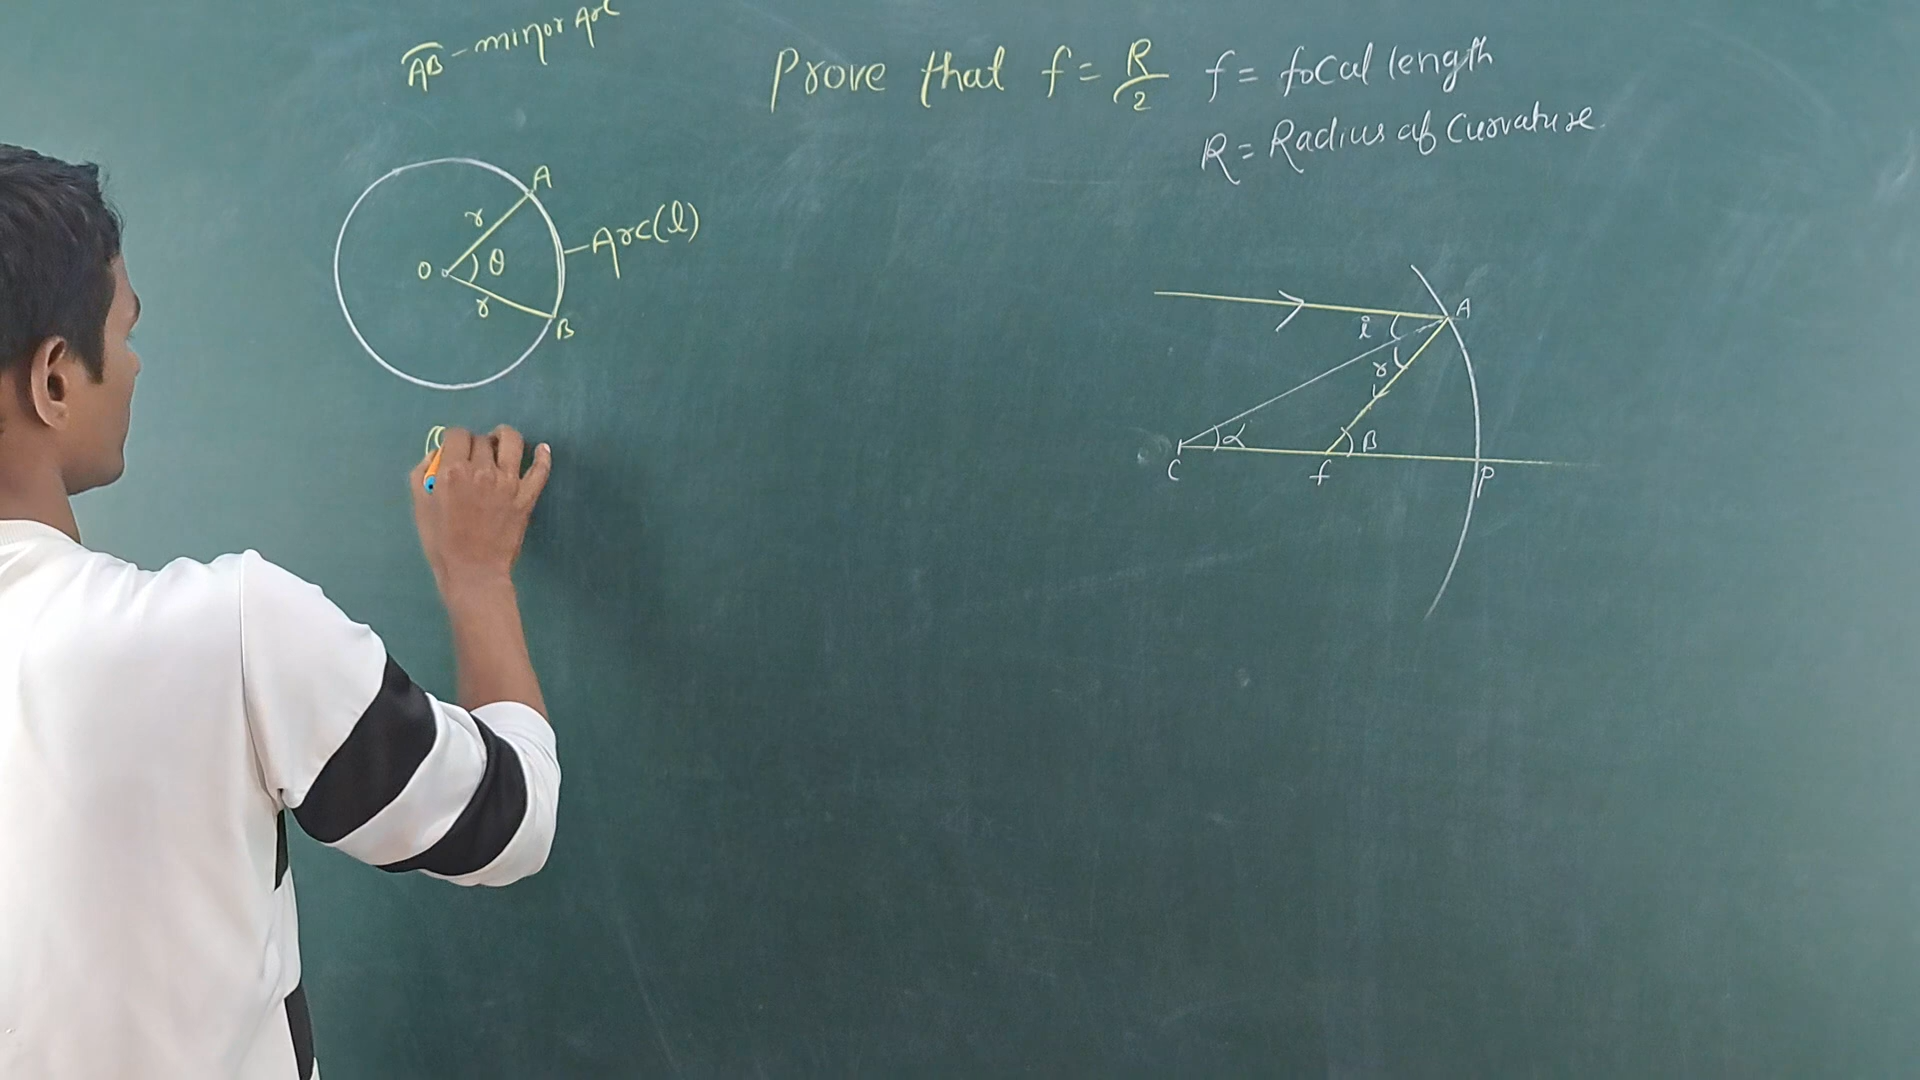 AB - minor Arc
Prove that f = R/2 f = focal length
R = Radius of Curvature
A
r
O θ
r
B
Arc(l)
A
i
r
α
β
C f P